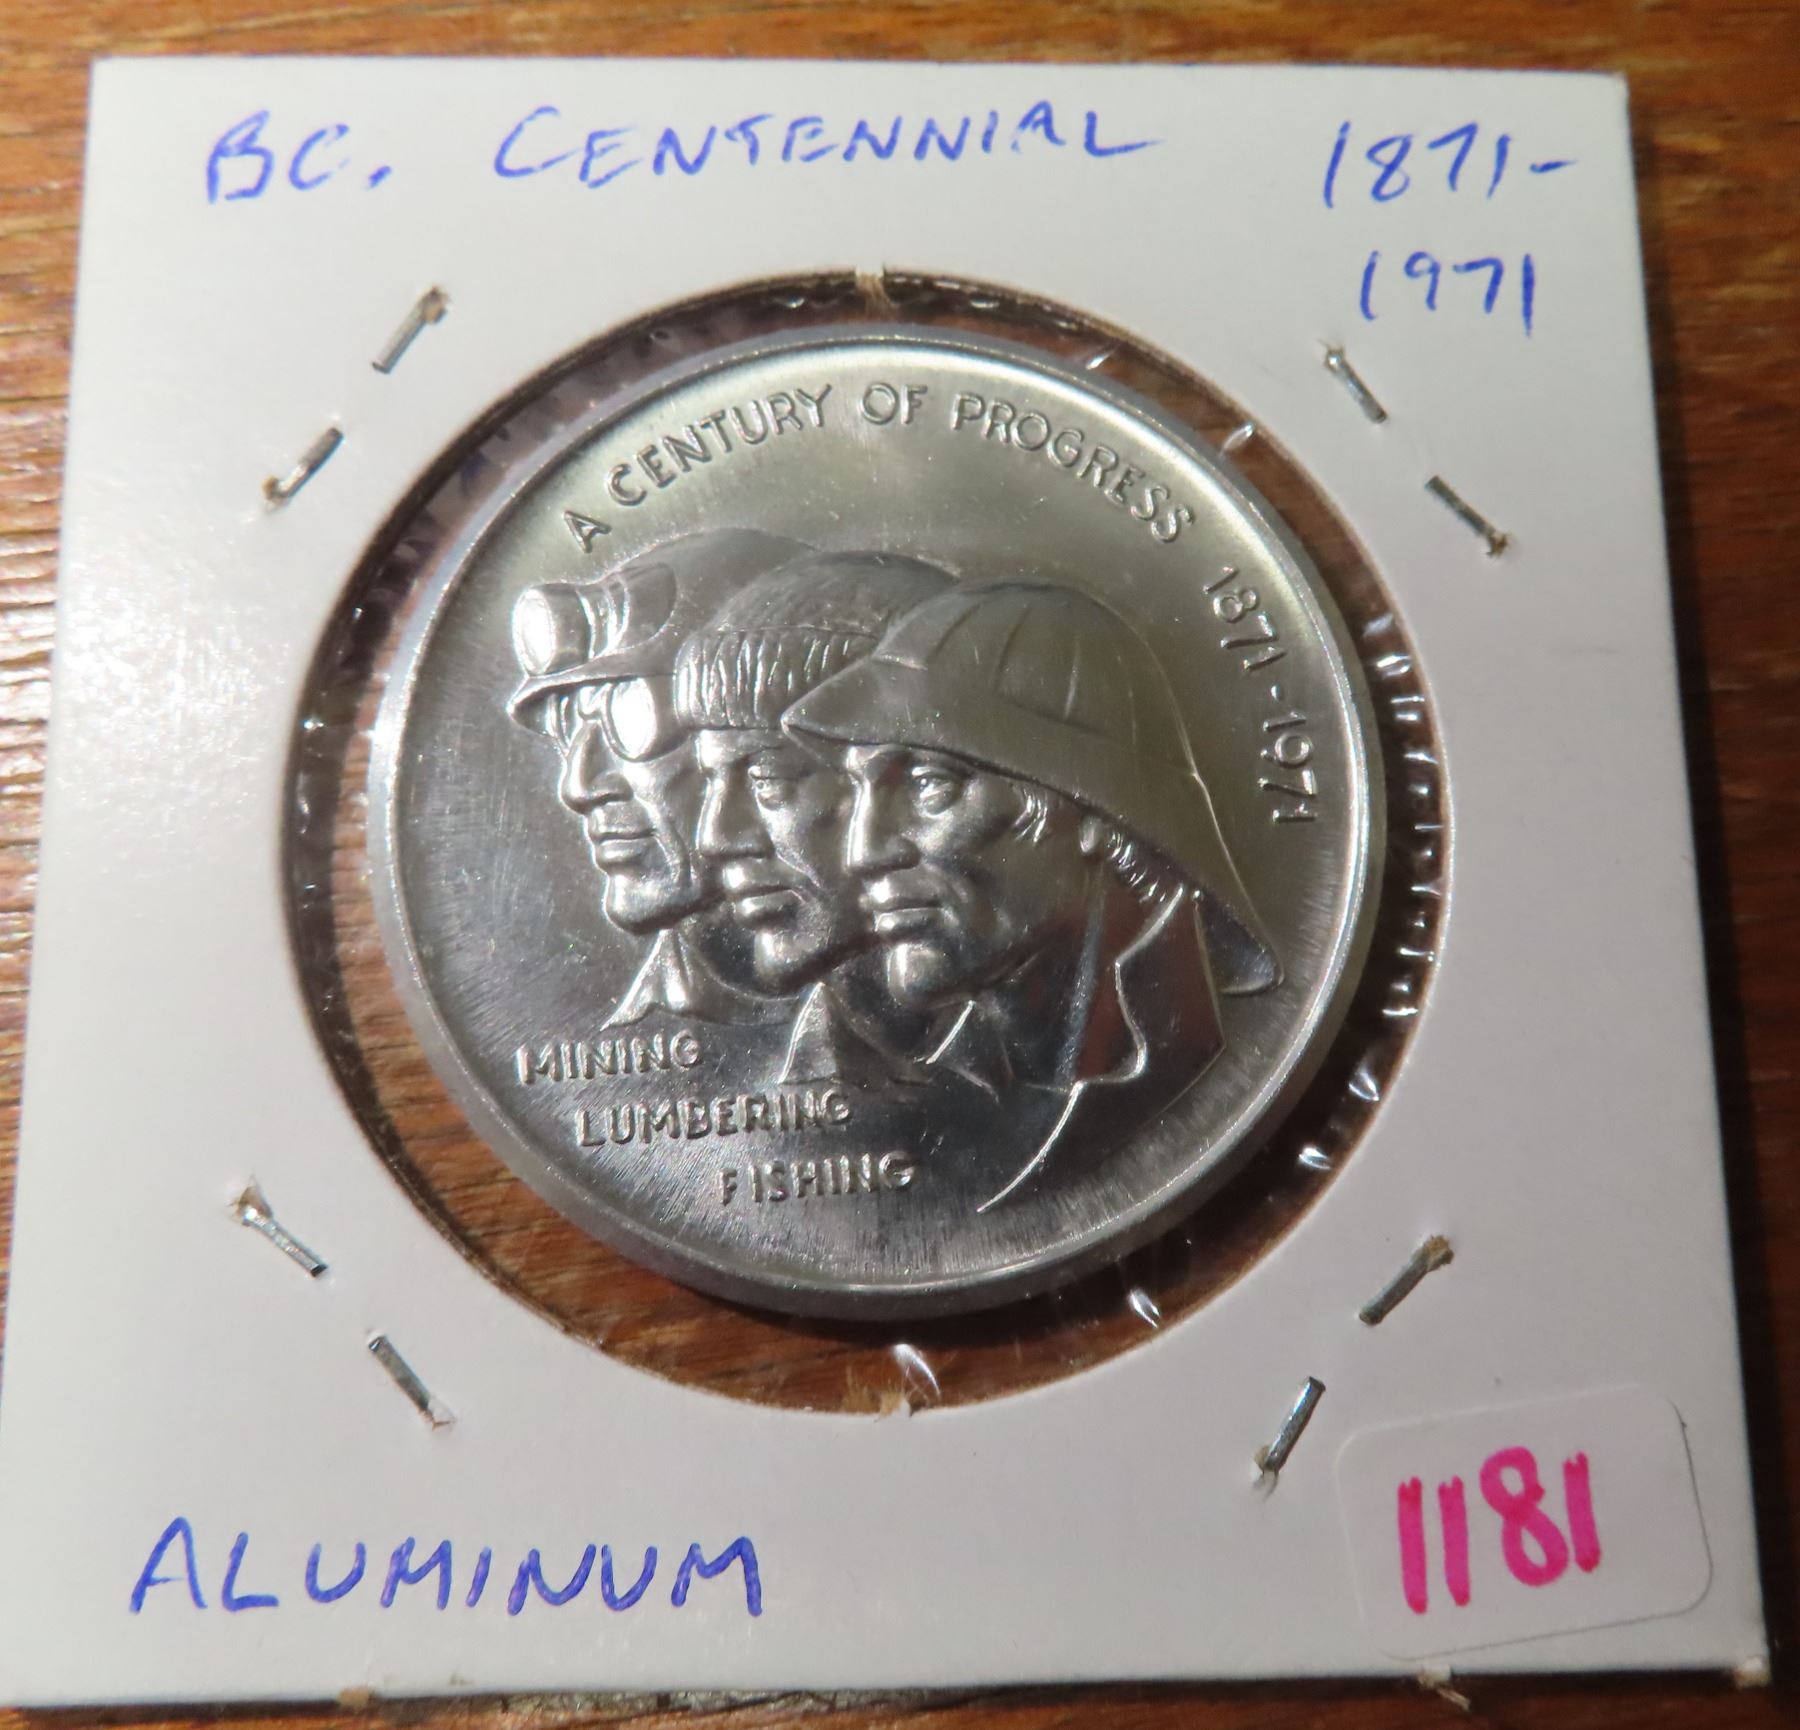 BC. CENTENNIAL 1871-
1971
A CENTURY OF PROGRESS 1871-1971
MINING
LUMBERING
FISHING
ALUMINUM
1181